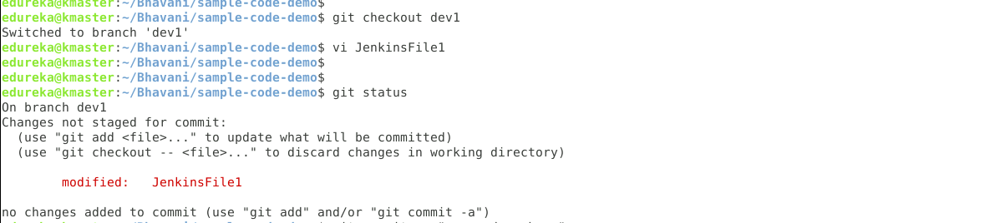 edureka@kmaster:~/Bhavani/sample-code-demo$
edureka@kmaster:~/Bhavani/sample-code-demo$ git checkout dev1
Switched to branch 'dev1'
edureka@kmaster:~/Bhavani/sample-code-demo$ vi JenkinsFile1
edureka@kmaster:~/Bhavani/sample-code-demo$
edureka@kmaster:~/Bhavani/sample-code-demo$
edureka@kmaster:~/Bhavani/sample-code-demo$ git status
On branch dev1
Changes not staged for commit:
  (use "git add <file>..." to update what will be committed)
  (use "git checkout -- <file>..." to discard changes in working directory)
        modified:   JenkinsFile1
no changes added to commit (use "git add" and/or "git commit -a")